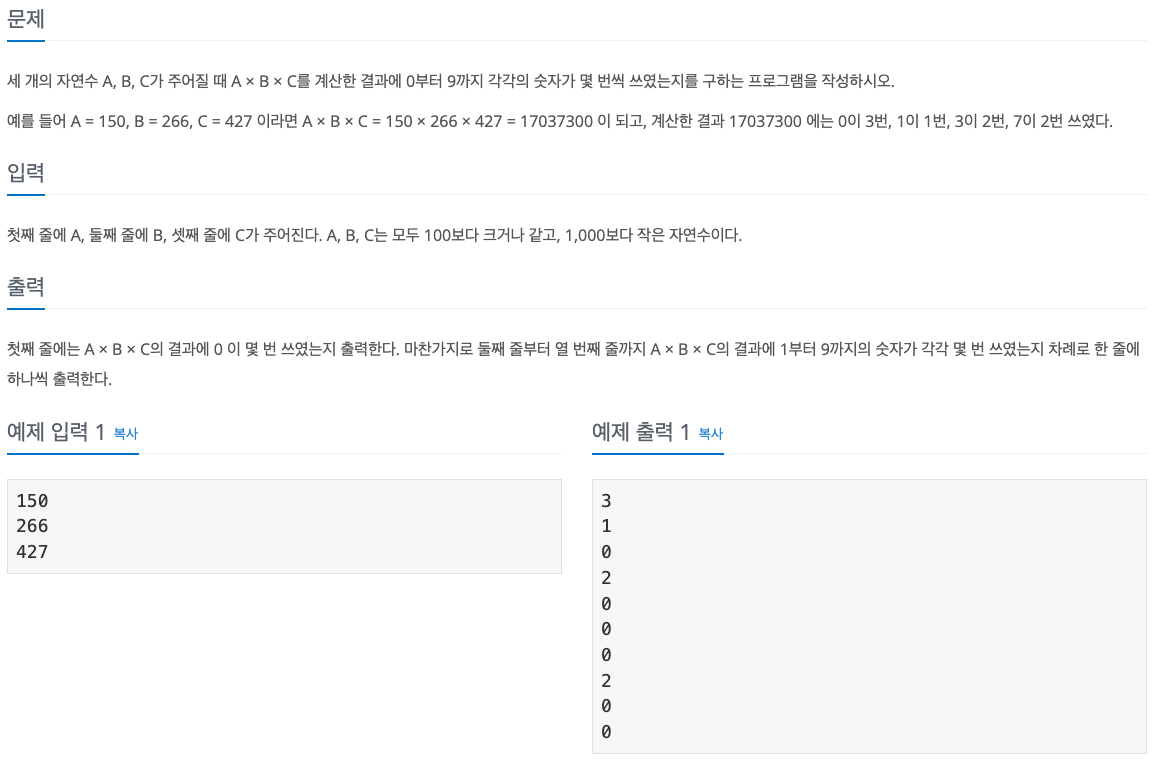 문제
세 개의 자연수 A, B, C가 주어질 때 A × B × C를 계산한 결과에 0부터 9까지 각각의 숫자가 몇 번씩 쓰였는지를 구하는 프로그램을 작성하시오.
예를 들어 A = 150, B = 266, C = 427 이라면 A × B × C = 150 × 266 × 427 = 17037300 이 되고, 계산한 결과 17037300 에는 0이 3번, 1이 1번, 3이 2번, 7이 2번 쓰였다.
입력
첫째 줄에 A, 둘째 줄에 B, 셋째 줄에 C가 주어진다. A, B, C는 모두 100보다 크거나 같고, 1,000보다 작은 자연수이다.
출력
첫째 줄에는 A × B × C의 결과에 0 이 몇 번 쓰였는지 출력한다. 마찬가지로 둘째 줄부터 열 번째 줄까지 A × B × C의 결과에 1부터 9까지의 숫자가 각각 몇 번 쓰였는지 차례로 한 줄에
하나씩 출력한다.
예제 입력 1 복사
150
266
427
예제 출력 1 복사
3
1
0
2
0
0
0
2
0
0